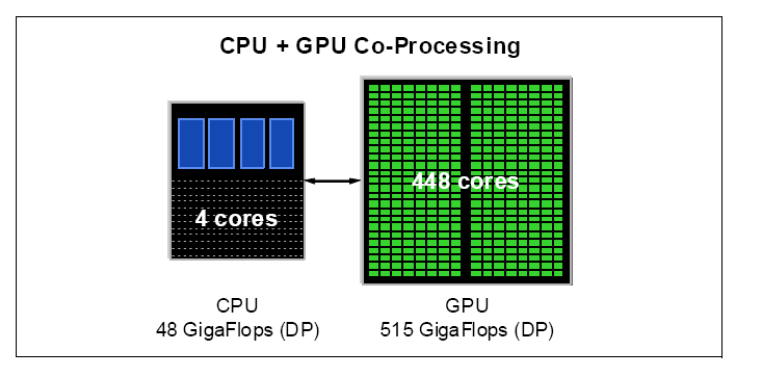 CPU + GPU Co-Processing
4 cores
448 cores
CPU
48 GigaFlops (DP)
GPU
515 GigaFlops (DP)